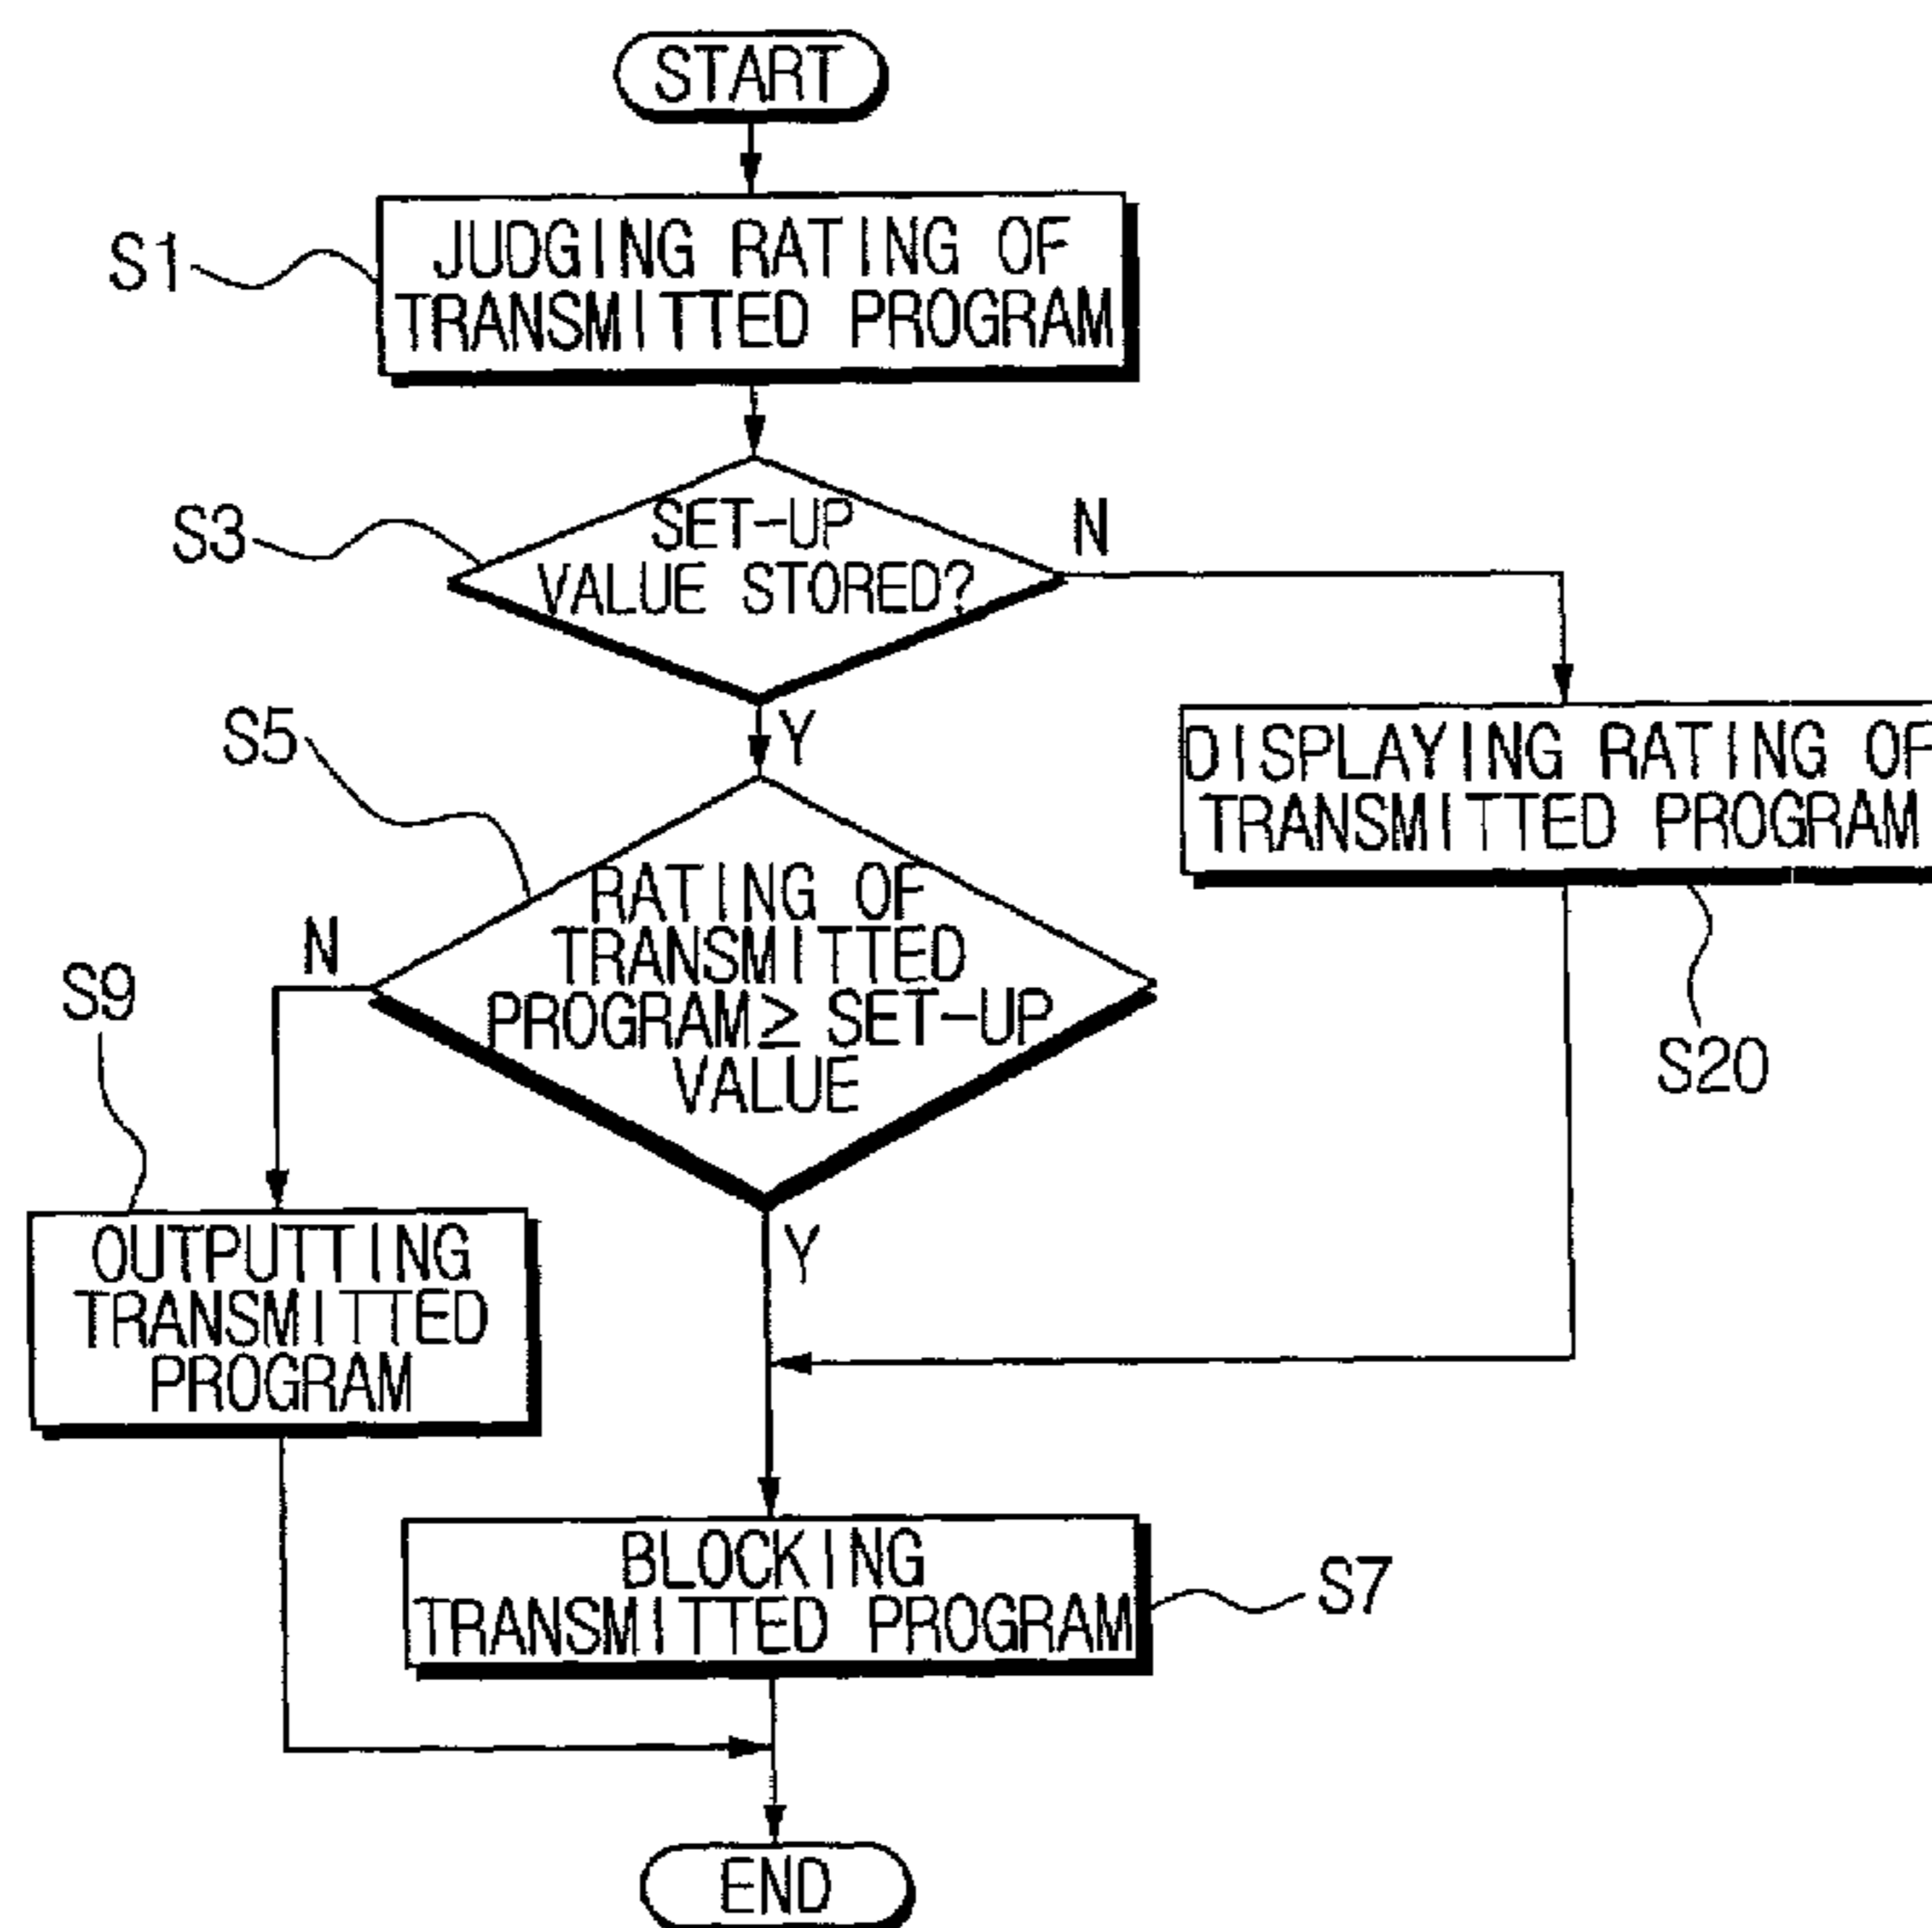 START
S1
JUDGING RATING OF
TRANSMITTED PROGRAM
S3
SET-UP
VALUE STORED?
N
Y
S5
DISPLAYING RATING OF
TRANSMITTED PROGRAM
S20
RATING OF
TRANSMITTED
PROGRAM≥ SET-UP
VALUE
N
Y
S9
OUTPUTTING
TRANSMITTED
PROGRAM
BLOCKING
TRANSMITTED PROGRAM
S7
END